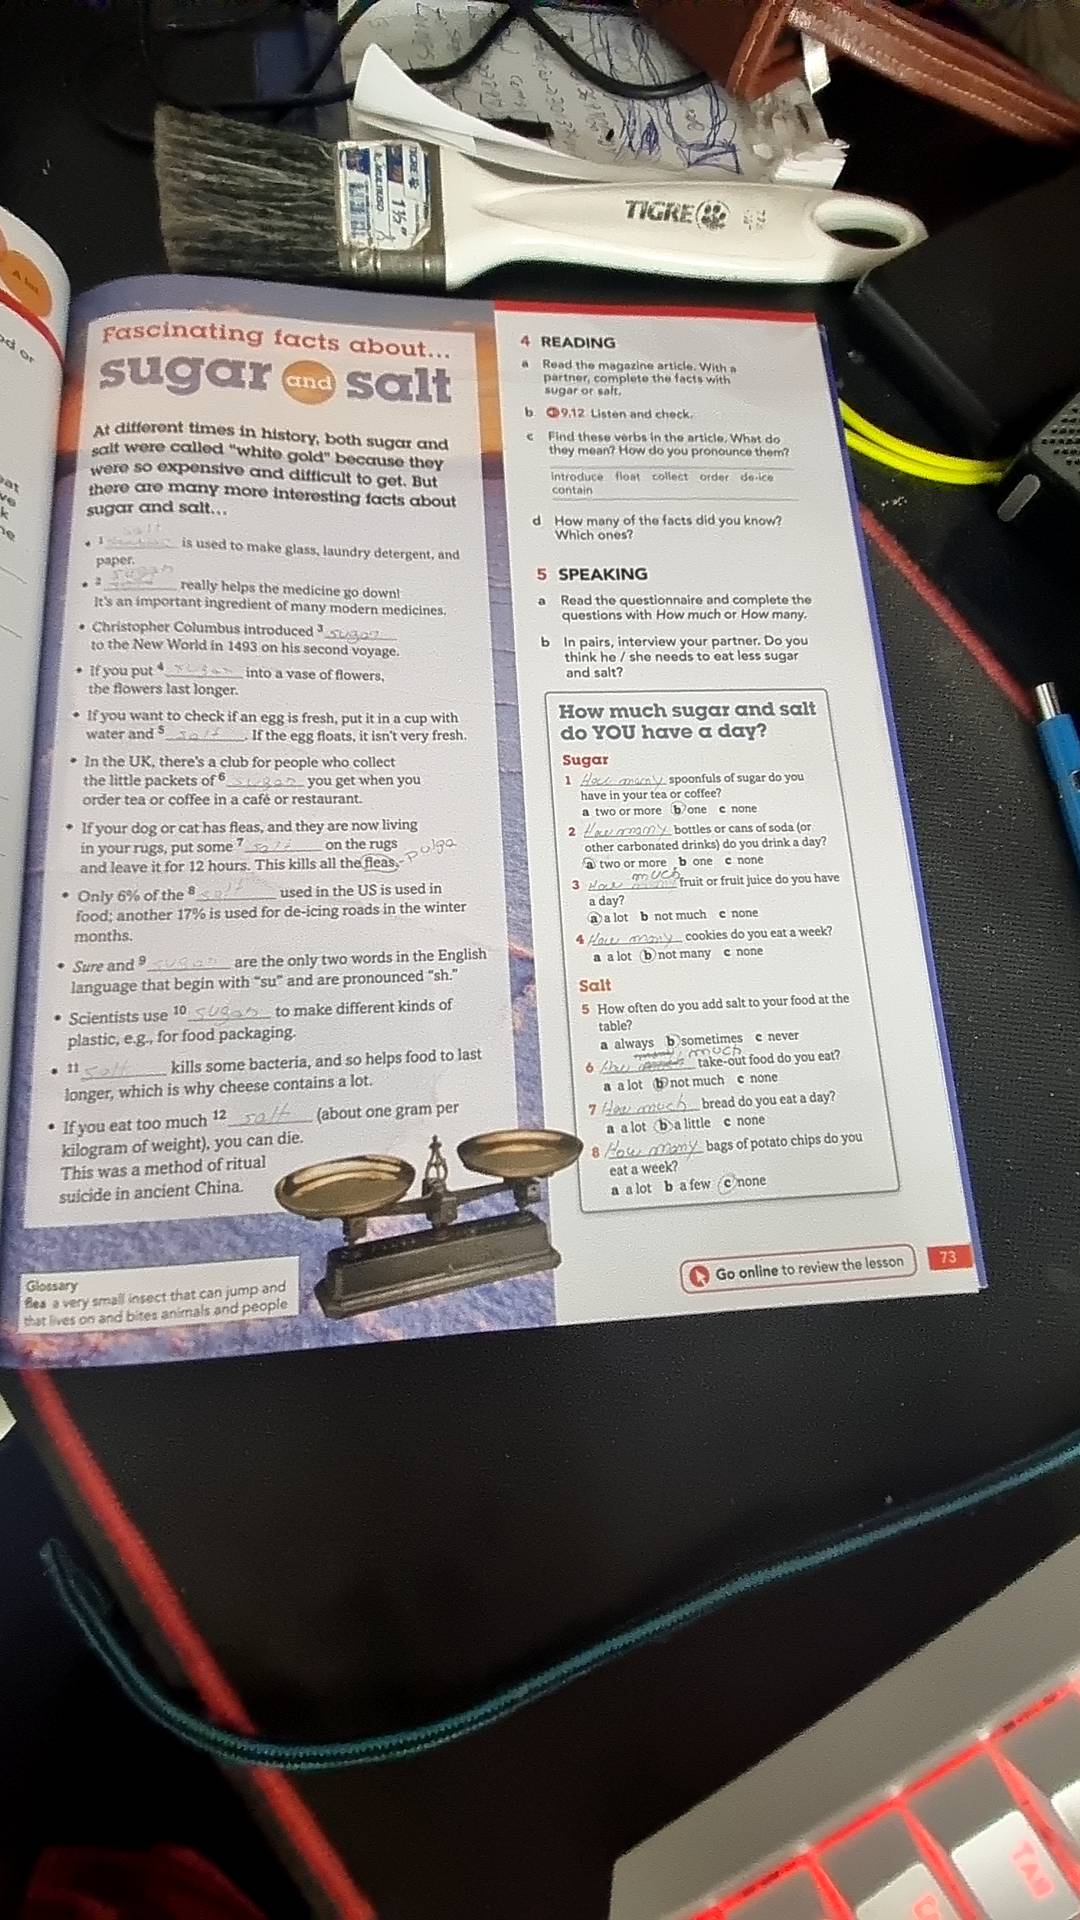 TIGRE
1½"
Fascinating facts about...
sugar and salt
At different times in history, both sugar and
salt were called "white gold" because they
were so expensive and difficult to get. But
there are many more interesting facts about
sugar and salt...
• 1 salt is used to make glass, laundry detergent, and
paper.
• 2 sugar really helps the medicine go down!
It's an important ingredient of many modern medicines.
• Christopher Columbus introduced 3 sugar
to the New World in 1493 on his second voyage.
• If you put 4 sugar into a vase of flowers,
the flowers last longer.
• If you want to check if an egg is fresh, put it in a cup with
water and 5 salt. If the egg floats, it isn't very fresh.
• In the UK, there's a club for people who collect
the little packets of 6 sugar you get when you
order tea or coffee in a café or restaurant.
• If your dog or cat has fleas, and they are now living
in your rugs, put some 7 salt on the rugs
and leave it for 12 hours. This kills all the fleas. - Pulga
• Only 6% of the 8 salt used in the US is used in
food; another 17% is used for de-icing roads in the winter
months.
• Sure and 9 sugar are the only two words in the English
language that begin with "su" and are pronounced "sh."
• Scientists use 10 sugar to make different kinds of
plastic, e.g., for food packaging.
• 11 salt kills some bacteria, and so helps food to last
longer, which is why cheese contains a lot.
• If you eat too much 12 salt (about one gram per
kilogram of weight), you can die.
This was a method of ritual
suicide in ancient China.
Glossary
flea a very small insect that can jump and
that lives on and bites animals and people
4 READING
a Read the magazine article. With a
partner, complete the facts with
sugar or salt.
b 9.12 Listen and check.
c Find these verbs in the article. What do
they mean? How do you pronounce them?
introduce float collect order de-ice
contain
d How many of the facts did you know?
Which ones?
5 SPEAKING
a Read the questionnaire and complete the
questions with How much or How many.
b In pairs, interview your partner. Do you
think he / she needs to eat less sugar
and salt?
How much sugar and salt
do YOU have a day?
Sugar
1 How many spoonfuls of sugar do you
have in your tea or coffee?
a two or more b one c none
2 How many bottles or cans of soda (or
other carbonated drinks) do you drink a day?
a two or more b one c none
3 How much fruit or fruit juice do you have
a day?
a a lot b not much c none
4 How many cookies do you eat a week?
a a lot b not many c none
Salt
5 How often do you add salt to your food at the
table?
a always b sometimes c never
6 How much take-out food do you eat?
a a lot b not much c none
7 How much bread do you eat a day?
a a lot b a little c none
8 How many bags of potato chips do you
eat a week?
a a lot b a few c none
Go online to review the lesson
73
TAB